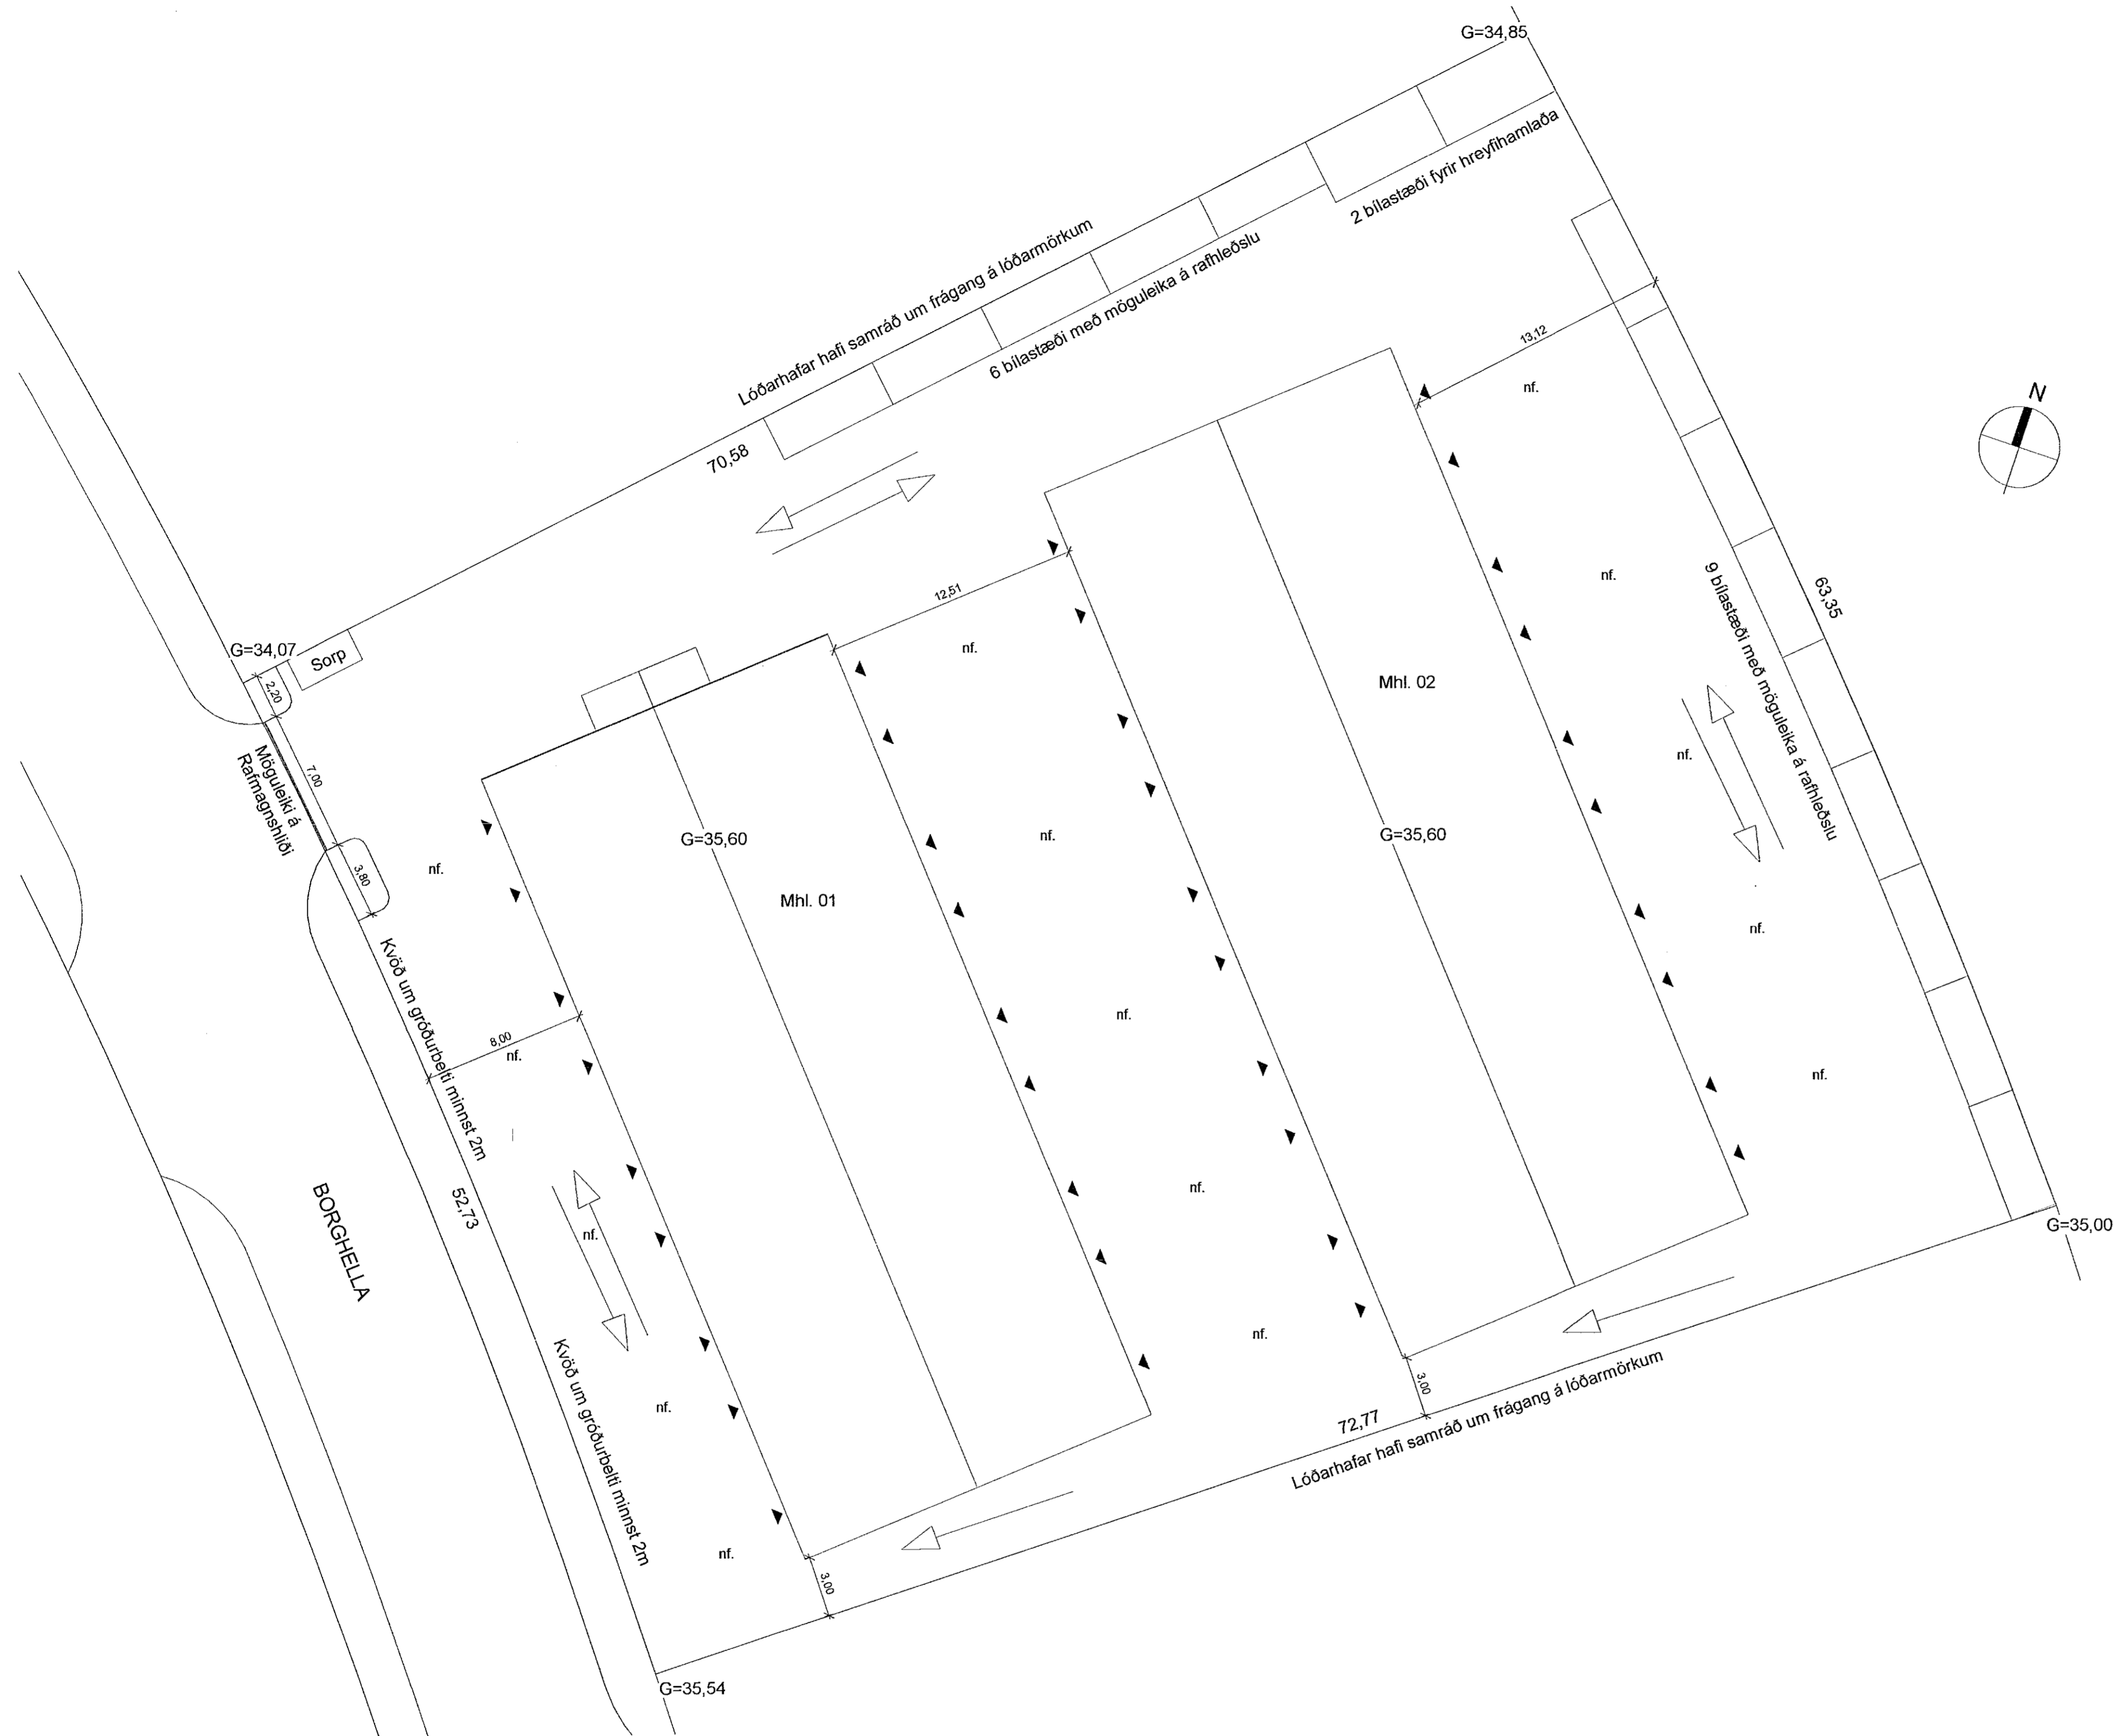 G=34,85
2 bílastæði fyrir hreyfihamlaða
Lóðarhafar hafi samráð um frágang á lóðarmörkum
6 bílastæði með möguleika á rafhleðslu
13,12
nf.
N
70,58
12,51
nf.
nf.
63,35
9 bílastæði með möguleika á rafhleðslu
G=34,07
Sorp
2,20
Möguleiki á
Rafmagnshliði
7,00
3,80
Mhl. 02
nf.
G=35,60
G=35,60
nf.
nf.
Mhl. 01
nf.
Kvöð um gróðurbelti minnst 2m
8,00
nf.
nf.
nf.
52,73
BORGHELLA
nf.
nf.
G=35,00
nf.
Kvöð um gróðurbelti minnst 2m
nf.
3,00
72,77
Lóðarhafar hafi samráð um frágang á lóðarmörkum
nf.
3,00
G=35,54